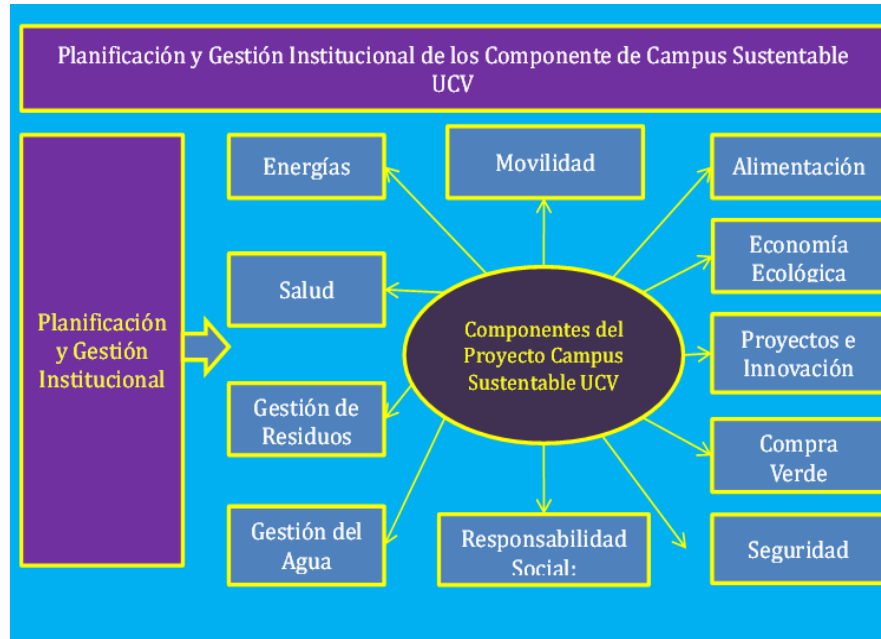 Planificación y Gestión Institucional de los Componente de Campus Sustentable
UCV
Planificación
y Gestión
Institucional
Energías
Movilidad
Alimentación
Salud
Economía
Ecológica
Componentes del
Proyecto Campus
Sustentable UCV
Proyectos e
Innovación
Gestión de
Residuos
Compra
Verde
Gestión del
Agua
Responsabilidad
Social:
Seguridad